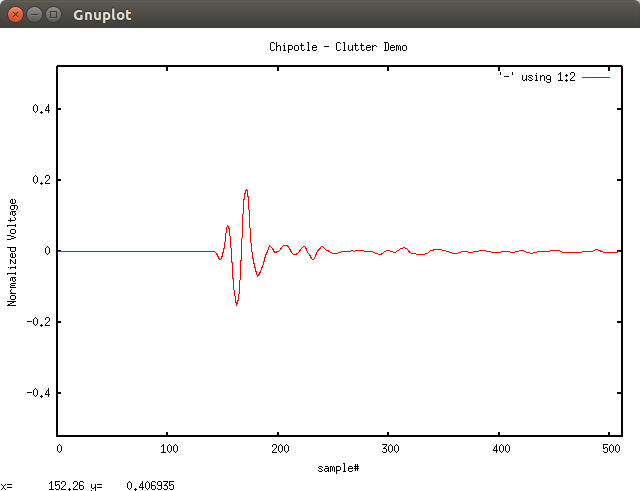 Gnuplot
Chipotle - Clutter Demo
'-' using 1:2
0.4
0.2
0
-0.2
-0.4
Normalized Voltage
0 100 200 300 400 500
sample#
x= 152.26 y= 0.406935